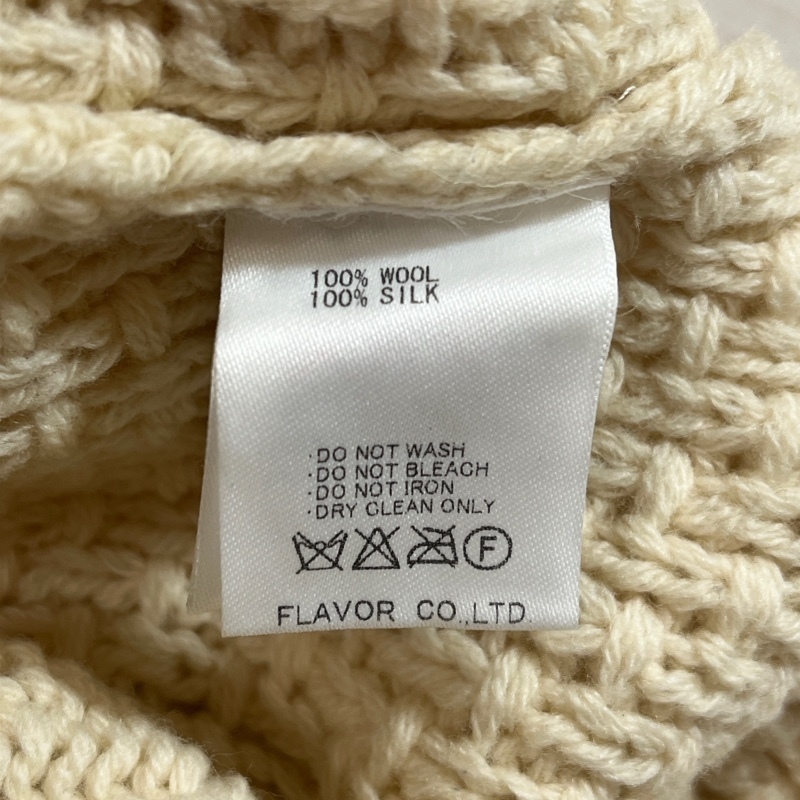 100% WOOL
100% SILK
·DO NOT WASH
·DO NOT BLEACH
·DO NOT IRON
·DRY CLEAN ONLY
F
FLAVOR CO.,LTD